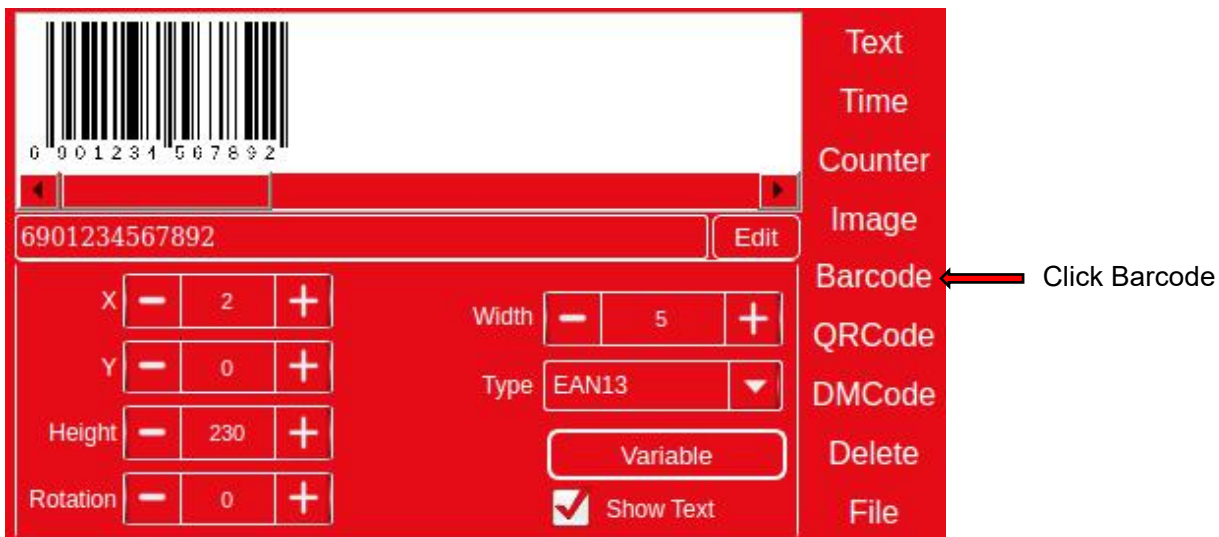 6 901234 567892
6901234567892
Edit
X
2
Y
0
Height
230
Rotation
0
Width
5
Type
EAN13
Variable
Show Text
Text
Time
Counter
Image
Barcode
QRCode
DMCode
Delete
File
Click Barcode